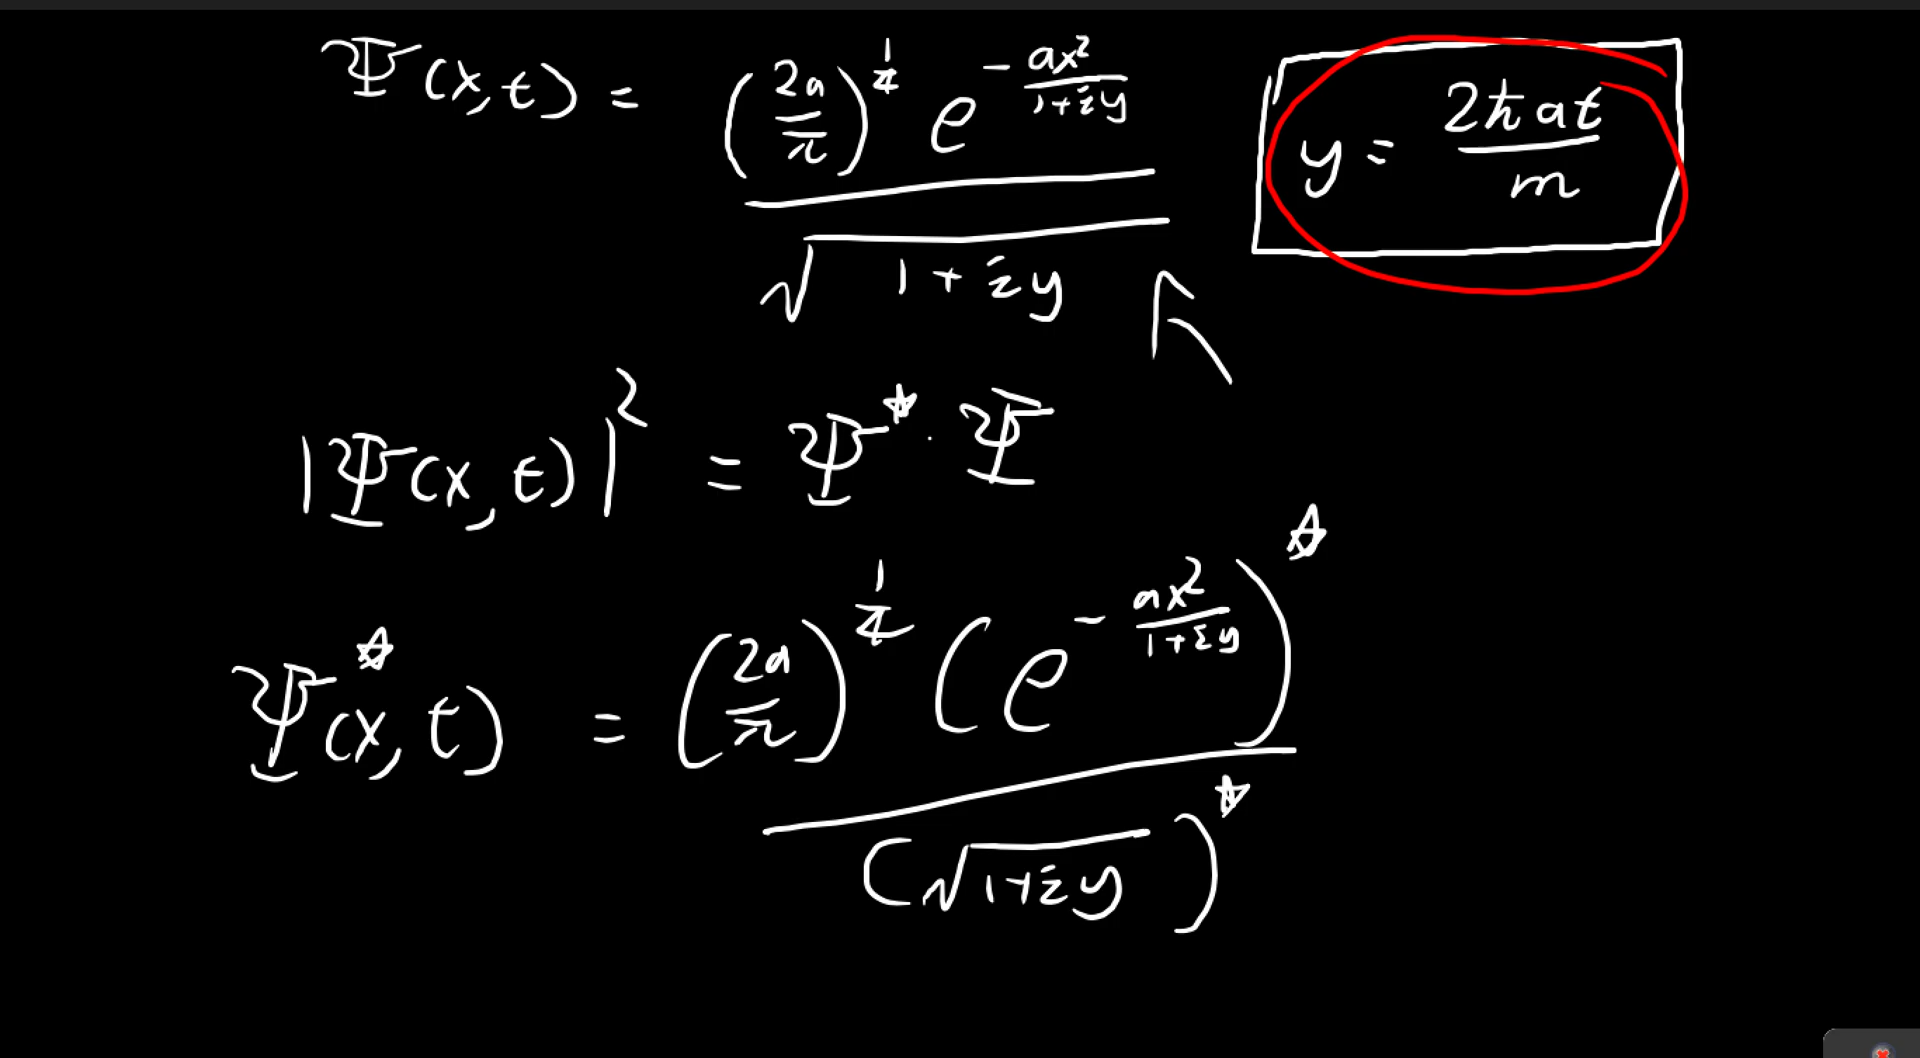 Ψ(x,t) = (2a/π)^(1/4) e^(-ax²/(1+iy)) / √(1+iy)
y = 2ħat/m
|Ψ(x,t)|² = Ψ* · Ψ
Ψ*(x,t) = (2a/π)^(1/4) (e^(-ax²/(1+iy)))* / (√(1+iy))*